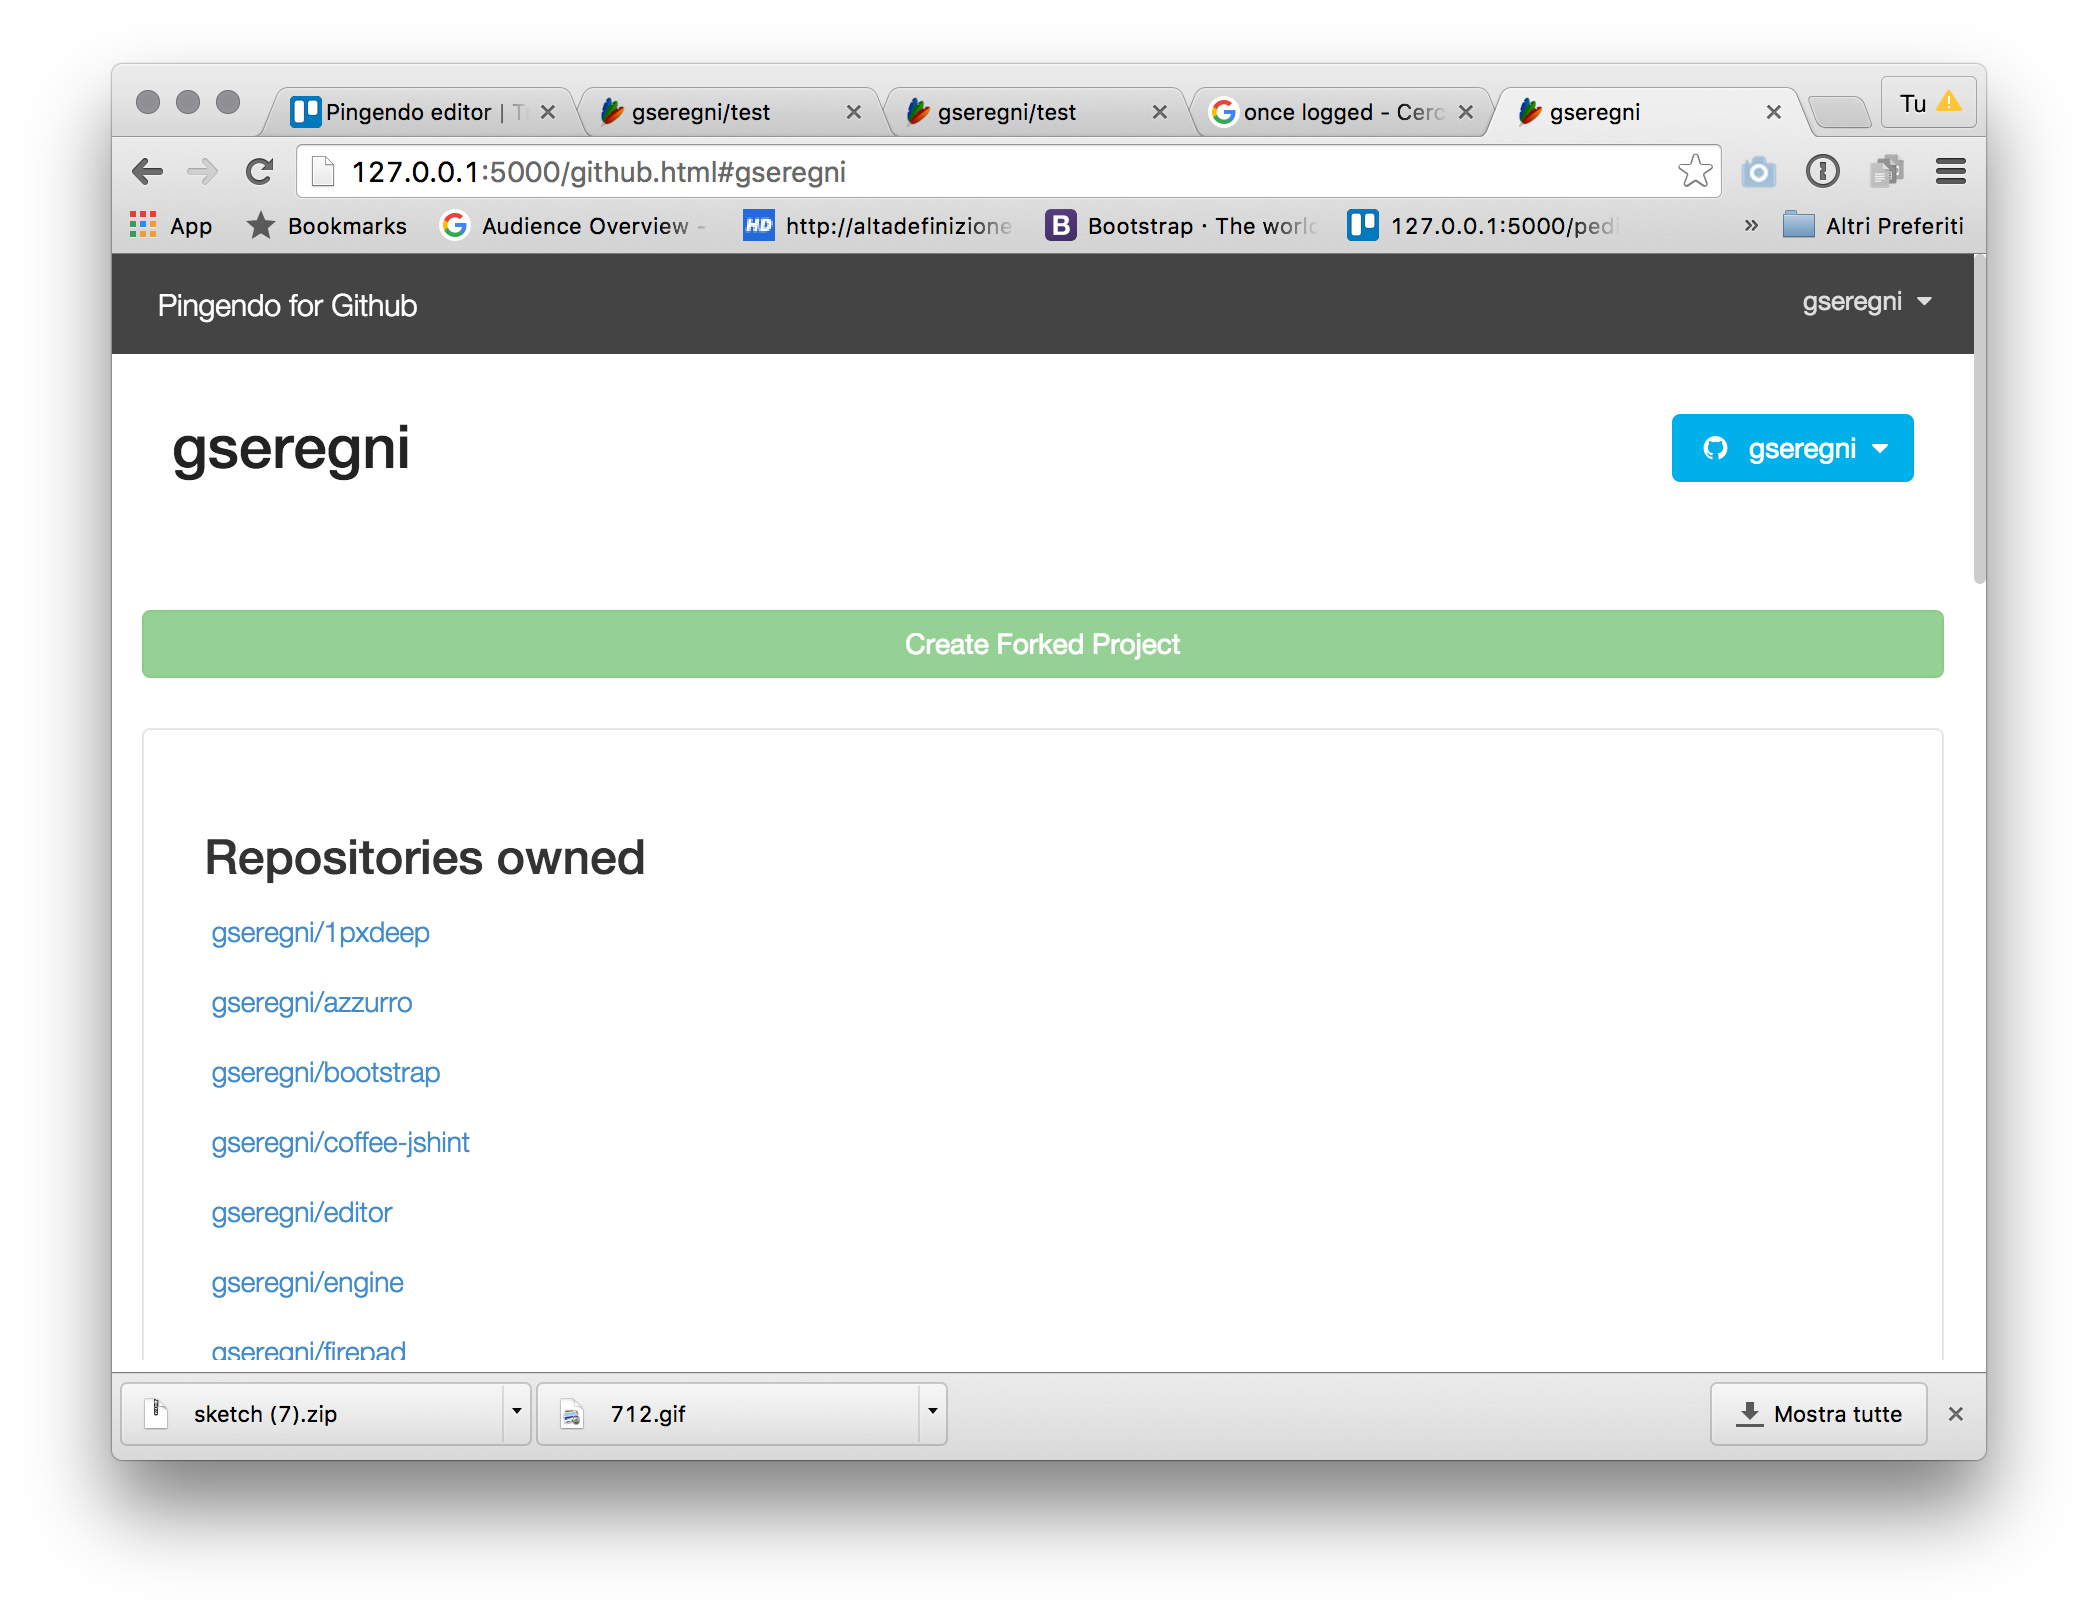 Pingendo editor | T
gseregni/test
gseregni/test
once logged - Cerc
gseregni
Tu
127.0.0.1:5000/github.html#gseregni
App
Bookmarks
Audience Overview -
HD
http://altadefinizione
B
Bootstrap · The world
127.0.0.1:5000/pedi
»
Altri Preferiti
Pingendo for Github
gseregni
gseregni
gseregni
Create Forked Project
Repositories owned
gseregni/1pxdeep
gseregni/azzurro
gseregni/bootstrap
gseregni/coffee-jshint
gseregni/editor
gseregni/engine
gseregni/firepad
sketch (7).zip
712.gif
Mostra tutte